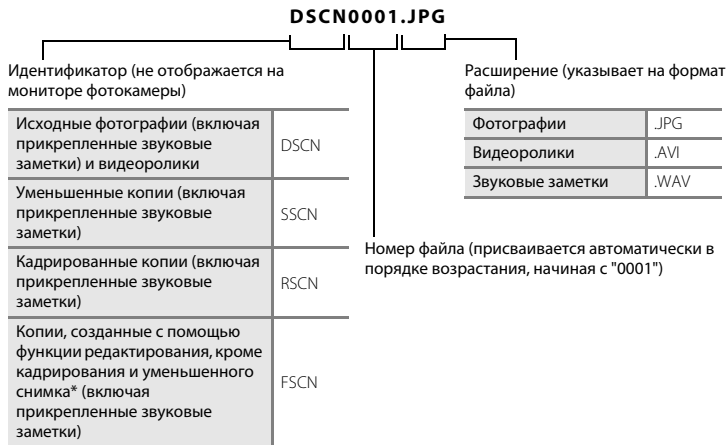 DSCN0001.JPG
Идентификатор (не отображается на
мониторе фотокамеры)
Исходные фотографии (включая
прикрепленные звуковые
заметки) и видеоролики
DSCN
Уменьшенные копии (включая
прикрепленные звуковые
заметки)
SSCN
Кадрированные копии (включая
прикрепленные звуковые
заметки)
RSCN
Копии, созданные с помощью
функции редактирования, кроме
кадрирования и уменьшенного
снимка* (включая
прикрепленные звуковые
заметки)
FSCN
Номер файла (присваивается автоматически в
порядке возрастания, начиная с "0001")
Расширение (указывает на формат
файла)
Фотографии .JPG
Видеоролики .AVI
Звуковые заметки .WAV